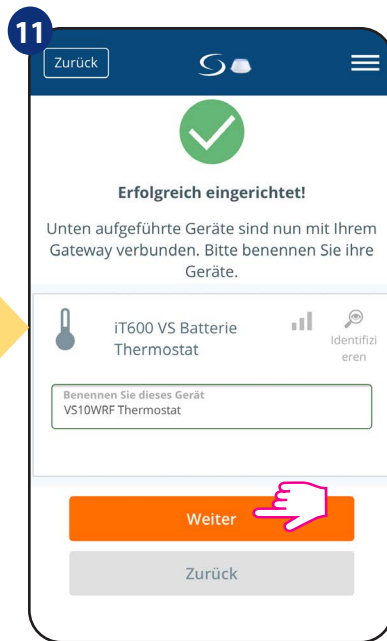 11
Zurück
Erfolgreich eingerichtet!
Unten aufgeführte Geräte sind nun mit Ihrem
Gateway verbunden. Bitte benennen Sie ihre
Geräte.
iT600 VS Batterie
Thermostat
Identifizi
eren
Benennen Sie dieses Gerät
VS10WRF Thermostat
Weiter
Zurück